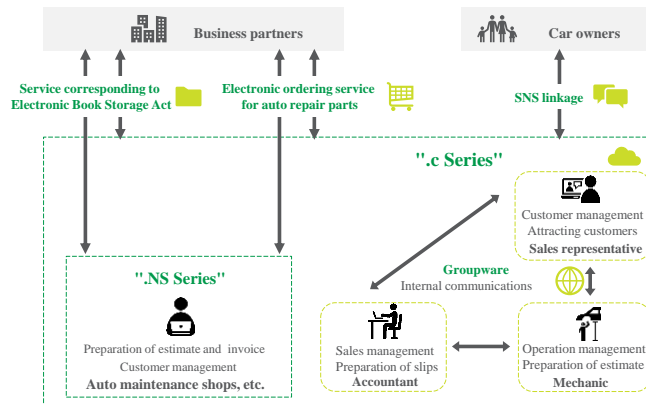 Business partners
Car owners
Service corresponding to
Electronic Book Storage Act
Electronic ordering service
for auto repair parts
SNS linkage
".c Series"
Customer management
Attracting customers
Sales representative
".NS Series"
Groupware
Internal communications
Preparation of estimate and invoice
Customer management
Auto maintenance shops, etc.
Sales management
Preparation of slips
Accountant
Operation management
Preparation of estimate
Mechanic